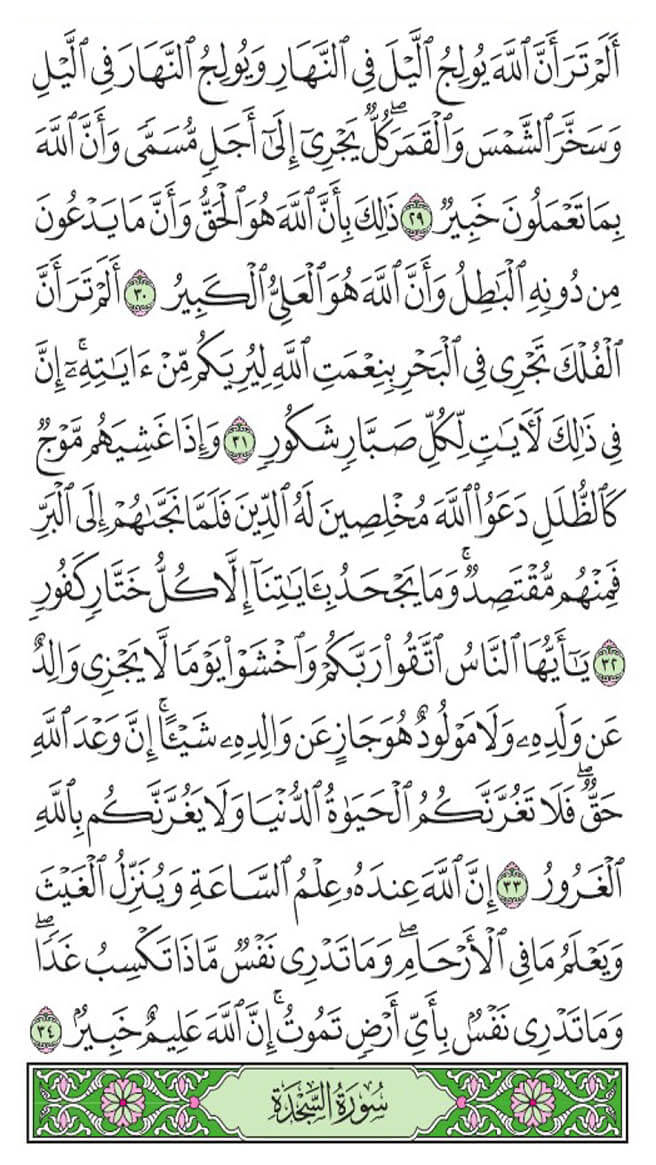 أَلَمۡ تَرَ أَنَّ ٱللَّهَ يُولِجُ ٱلَّيۡلَ فِي ٱلنَّهَارِ وَيُولِجُ ٱلنَّهَارَ فِي ٱلَّيۡلِ
وَسَخَّرَ ٱلشَّمۡسَ وَٱلۡقَمَرَۖ كُلّٞ يَجۡرِيٓ إِلَىٰٓ أَجَلٖ مُّسَمّٗى وَأَنَّ ٱللَّهَ
بِمَا تَعۡمَلُونَ خَبِيرٞ ٢٩ ذَٰلِكَ بِأَنَّ ٱللَّهَ هُوَ ٱلۡحَقُّ وَأَنَّ مَا يَدۡعُونَ
مِن دُونِهِ ٱلۡبَٰطِلُ وَأَنَّ ٱللَّهَ هُوَ ٱلۡعَلِيُّ ٱلۡكَبِيرُ ٣٠ أَلَمۡ تَرَ أَنَّ
ٱلۡفُلۡكَ تَجۡرِي فِي ٱلۡبَحۡرِ بِنِعۡمَتِ ٱللَّهِ لِيُرِيَكُم مِّنۡ ءَايَٰتِهِۦٓۚ إِنَّ
فِي ذَٰلِكَ لَأٓيَٰتٖ لِّكُلِّ صَبَّارٖ شَكُورٖ ٣١ وَإِذَا غَشِيَهُم مَّوۡجٞ
كَٱلظُّلَلِ دَعَوُاْ ٱللَّهَ مُخۡلِصِينَ لَهُ ٱلدِّينَ فَلَمَّا نَجَّىٰهُمۡ إِلَى ٱلۡبَرِّ
فَمِنۡهُم مُّقۡتَصِدٞۚ وَمَا يَجۡحَدُ بِـَٔايَٰتِنَآ إِلَّا كُلُّ خَتَّارٖ كَفُورٖ
٣٢ يَٰٓأَيُّهَا ٱلنَّاسُ ٱتَّقُواْ رَبَّكُمۡ وَٱخۡشَوۡاْ يَوۡمٗا لَّا يَجۡزِي وَالِدٌ
عَن وَلَدِهِۦ وَلَا مَوۡلُودٌ هُوَ جَازٍ عَن وَالِدِهِۦ شَيۡـًٔاۚ إِنَّ وَعۡدَ ٱللَّهِ
حَقّٞۖ فَلَا تَغُرَّنَّكُمُ ٱلۡحَيَوٰةُ ٱلدُّنۡيَا وَلَا يَغُرَّنَّكُم بِٱللَّهِ
ٱلۡغَرُورُ ٣٣ إِنَّ ٱللَّهَ عِندَهُۥ عِلۡمُ ٱلسَّاعَةِ وَيُنَزِّلُ ٱلۡغَيۡثَ
وَيَعۡلَمُ مَا فِي ٱلۡأَرۡحَامِۖ وَمَا تَدۡرِي نَفۡسٞ مَّاذَا تَكۡسِبُ غَدٗاۖ
وَمَا تَدۡرِي نَفۡسُۢ بِأَيِّ أَرۡضٖ تَمُوتُۚ إِنَّ ٱللَّهَ عَلِيمٌ خَبِيرُۢ ٣٤
سُورَةُ السَّجۡدَةِ